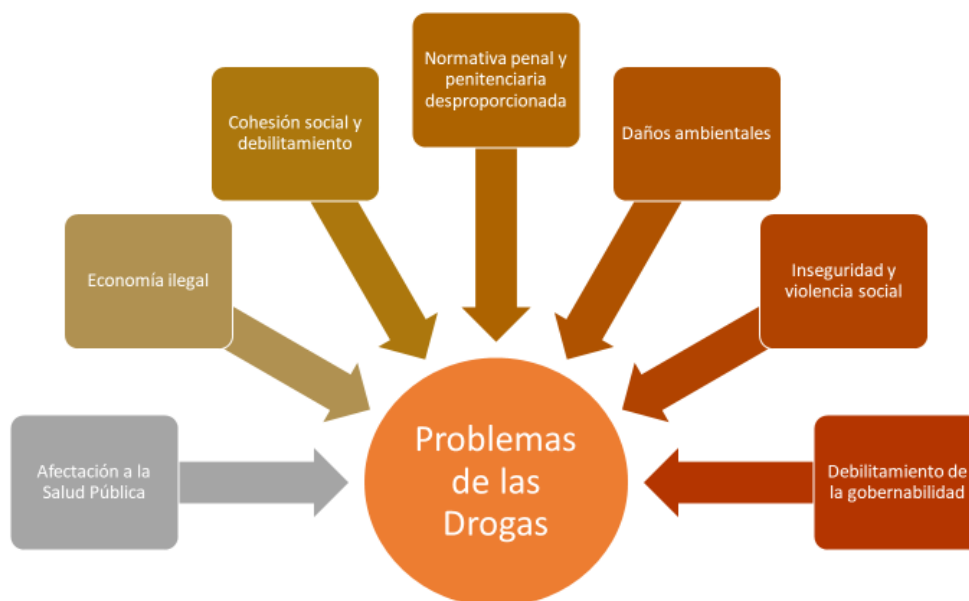 Normativa penal y
penitenciaria
desproporcionada
Cohesión social y
debilitamiento
Daños ambientales
Economía ilegal
Inseguridad y
violencia social
Afectación a la
Salud Pública
Problemas
de las
Drogas
Debilitamiento de
la gobernabilidad